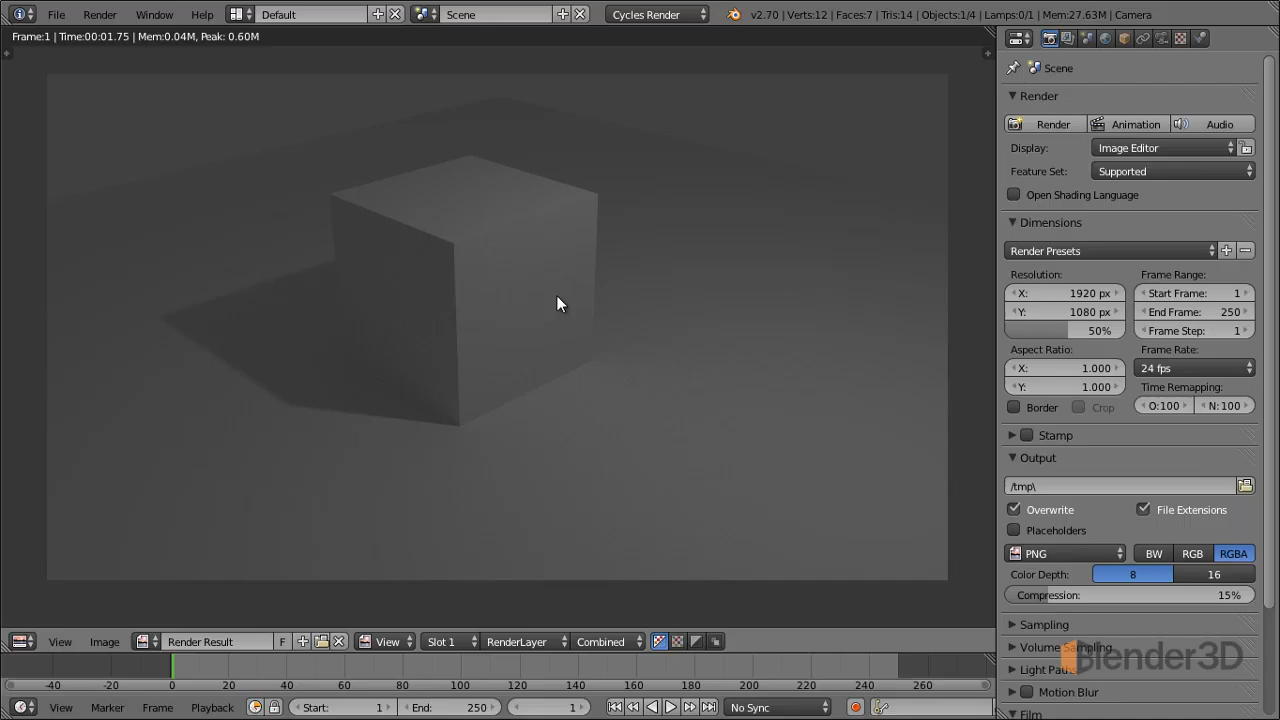 File Render Window Help Default Scene Cycles Render v2.70 | Verts:12 | Faces:7 | Tris:14 | Objects:1/4 | Lamps:0/1 | Mem:27.63M | Camera
Frame:1 | Time:00:01.75 | Mem:0.04M, Peak: 0.60M
Scene
Render
Render Animation Audio
Display: Image Editor
Feature Set: Supported
Open Shading Language
Dimensions
Render Presets
Resolution: Frame Range:
X: 1920 px Start Frame: 1
Y: 1080 px End Frame: 250
50% Frame Step: 1
Aspect Ratio: Frame Rate:
X: 1.000 24 fps
Y: 1.000 Time Remapping:
Border Crop O:100 N:100
Stamp
Output
/tmp\
Overwrite File Extensions
Placeholders
PNG BW RGB RGBA
Color Depth: 8 16
Compression: 15%
Sampling
Volume Sampling
Light Paths
Blender3D
Motion Blur
Film
View Image Render Result F View Slot 1 RenderLayer Combined
-40 -20 0 20 40 60 80 100 120 140 160 180 200 220 240 260
View Marker Frame Playback Start: 1 End: 250 1 No Sync